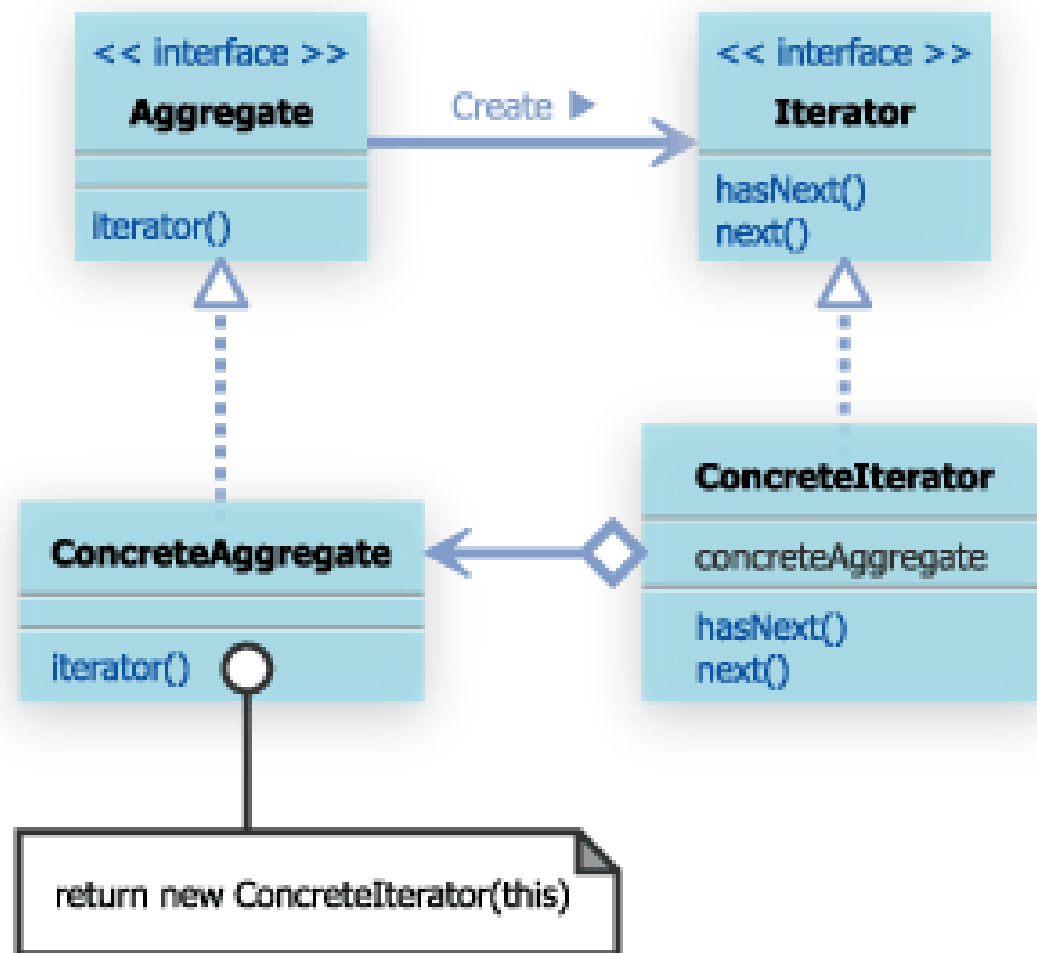 << interface >>
Aggregate
iterator()
Create ▶
<< interface >>
Iterator
hasNext()
next()
ConcreteAggregate
iterator()
ConcreteIterator
concreteAggregate
hasNext()
next()
return new ConcreteIterator(this)